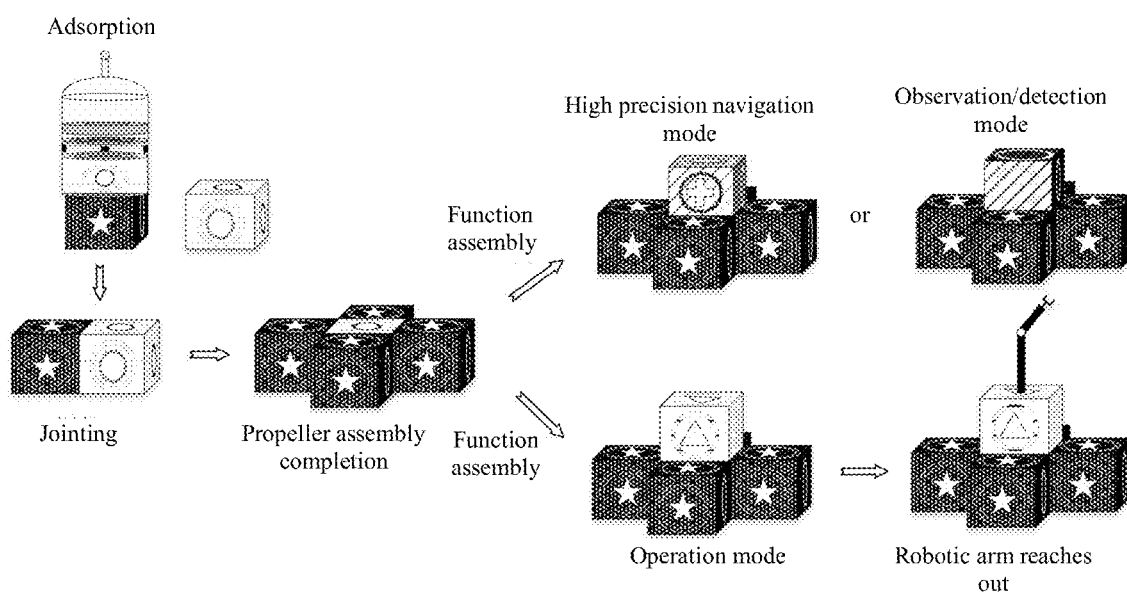 Adsorption
High precision navigation
mode
Observation/detection
mode
Function
assembly
or
Jointing
Propeller assembly
completion
Function
assembly
Operation mode
Robotic arm reaches
out